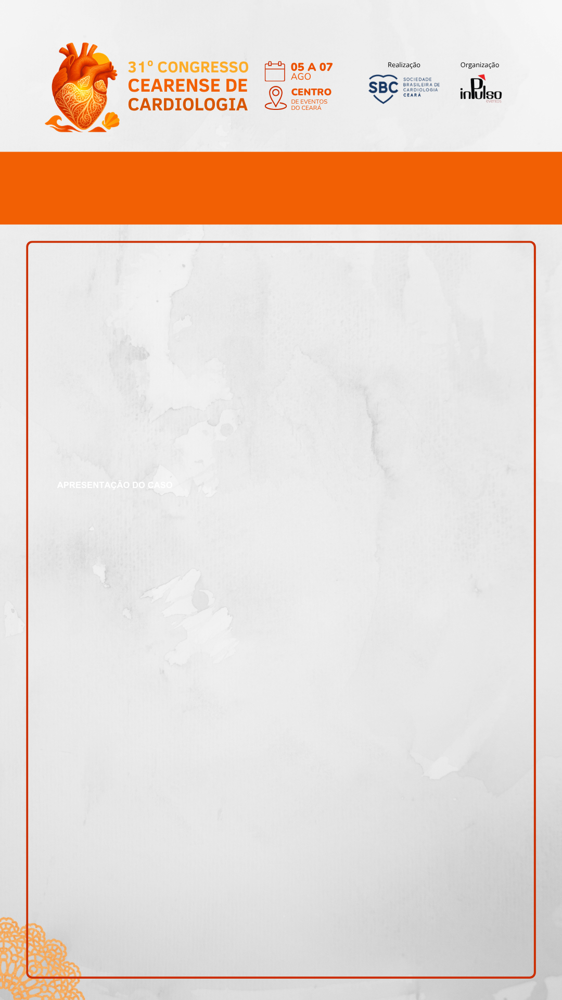 31º CONGRESSO
CEARENSE DE
CARDIOLOGIA
05 A 07
AGO
CENTRO
DE EVENTOS
DO CEARÁ
Realização
SBC
SOCIEDADE
BRASILEIRA DE
CARDIOLOGIA
CEARÁ
Organização
inPulso
eventos
APRESENTAÇÃO DO CASO